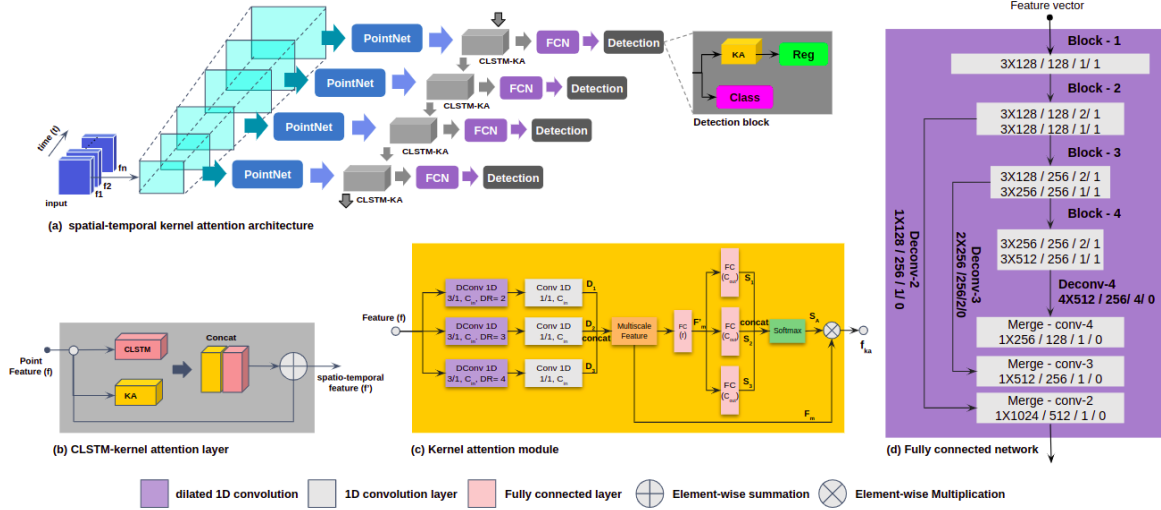 PointNet
CLSTM-KA
FCN
Detection
PointNet
CLSTM-KA
FCN
Detection
PointNet
CLSTM-KA
FCN
Detection
PointNet
CLSTM-KA
FCN
Detection
KA
Reg
Class
Detection block
time (t)
fn
f2
f1
input
(a) spatial-temporal kernel attention architecture
Point
Feature (f)
CLSTM
KA
Concat
spatio-temporal
feature (f')
(b) CLSTM-kernel attention layer
Feature (f)
DConv 1D
3/1, Cin, DR= 2
Conv 1D
1/1, Cin
D1
DConv 1D
3/1, Cin, DR= 3
Conv 1D
1/1, Cin
D2
concat
DConv 1D
3/1, Cin, DR= 4
Conv 1D
1/1, Cin
D3
Multiscale
Feature
FC
(r)
F'm
FC
(Cout)
S1
FC
(Cout)
concat
S2
FC
(Cout)
S3
Softmax
SA
fka
Fm
(c) Kernel attention module
Feature vector
Block - 1
3X128 / 128 / 1/ 1
Block - 2
3X128 / 128 / 2/ 1
3X128 / 128 / 1/ 1
Block - 3
3X128 / 256 / 2/ 1
3X256 / 256 / 1/ 1
Block - 4
3X256 / 256 / 2/ 1
3X512 / 256 / 1/ 1
Deconv-2
1X128 / 256 / 1/ 0
Deconv-3
2X256 /256/2/0
Deconv-4
4X512 / 256/ 4/ 0
Merge - conv-4
1X256 / 128 / 1 / 0
Merge - conv-3
1X512 / 256 / 1 / 0
Merge - conv-2
1X1024 / 512 / 1 / 0
(d) Fully connected network
dilated 1D convolution
1D convolution layer
Fully connected layer
Element-wise summation
Element-wise Multiplication